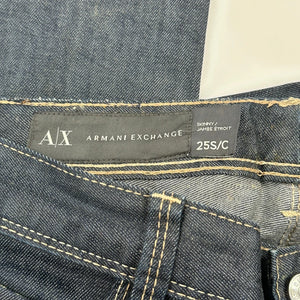 A|X ARMANI EXCHANGE
SKINNY /
JAMBE ÉTROIT
25S/C